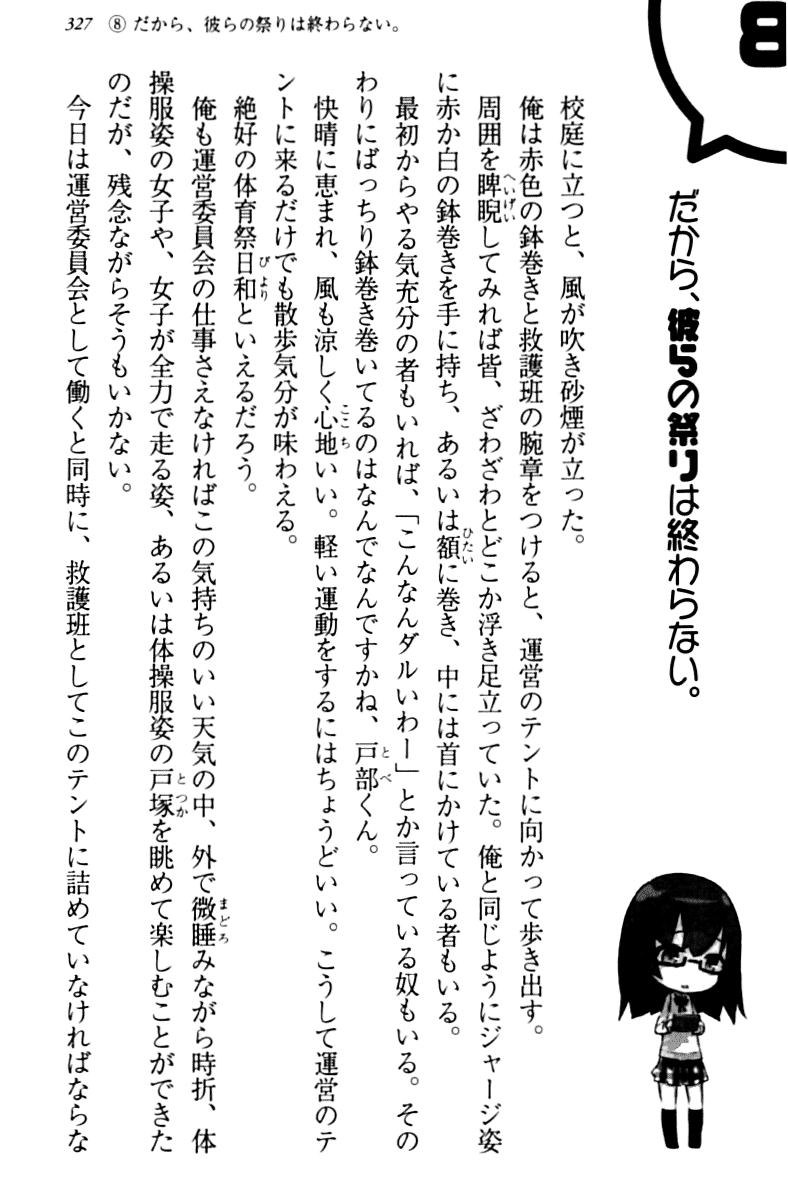 327 ⑧ だから、彼らの祭りは終わらない。
8
だから、彼らの祭りは終わらない。
校庭に立つと、風が吹き砂煙が立った。
俺は赤色の鉢巻きと救護班の腕章をつけると、運営のテントに向かって歩き出す。
周囲を睥睨してみれば皆、ざわざわとどこか浮き足立っていた。俺と同じようにジャージ姿
に赤か白の鉢巻きを手に持ち、あるいは額に巻き、中には首にかけている者もいる。
最初からやる気充分の者もいれば、「こんなんダルいわー」とか言っている奴もいる。その
わりにばっちり鉢巻き巻いてるのはなんでなんですかね、戸部くん。
快晴に恵まれ、風も涼しく心地いい。軽い運動をするにはちょうどいい。こうして運営のテ
ントに来るだけでも散歩気分が味わえる。
絶好の体育祭日和といえるだろう。
俺も運営委員会の仕事さえなければこの気持ちのいい天気の中、外で微睡みながら時折、体
操服姿の女子や、女子が全力で走る姿、あるいは体操服姿の戸塚を眺めて楽しむことができた
のだが、残念ながらそうもいかない。
今日は運営委員会として働くと同時に、救護班としてこのテントに詰めていなければならな